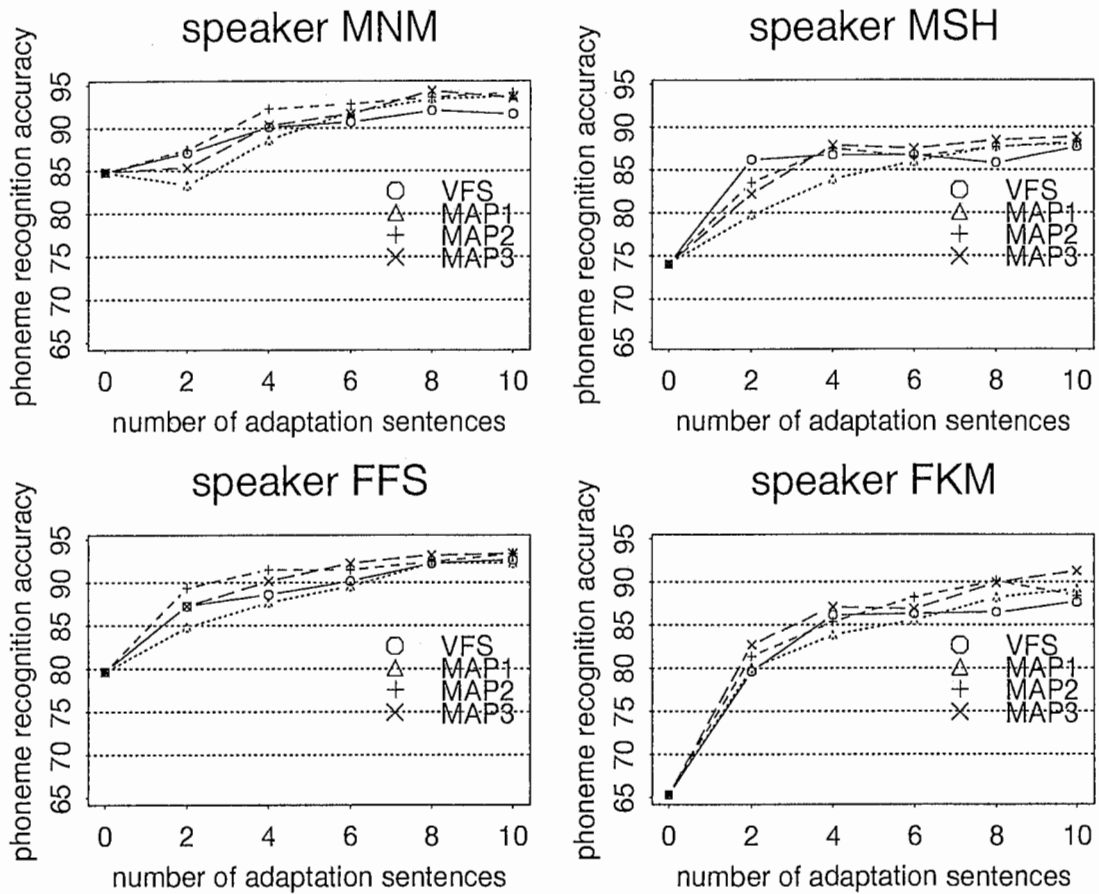 speaker MNM
phoneme recognition accuracy
95
90
85
80
75
70
65
VFS
MAP1
MAP2
MAP3
0 2 4 6 8 10
number of adaptation sentences
speaker MSH
phoneme recognition accuracy
95
90
85
80
75
70
65
VFS
MAP1
MAP2
MAP3
0 2 4 6 8 10
number of adaptation sentences
speaker FFS
phoneme recognition accuracy
95
90
85
80
75
70
65
VFS
MAP1
MAP2
MAP3
0 2 4 6 8 10
number of adaptation sentences
speaker FKM
phoneme recognition accuracy
95
90
85
80
75
70
65
VFS
MAP1
MAP2
MAP3
0 2 4 6 8 10
number of adaptation sentences